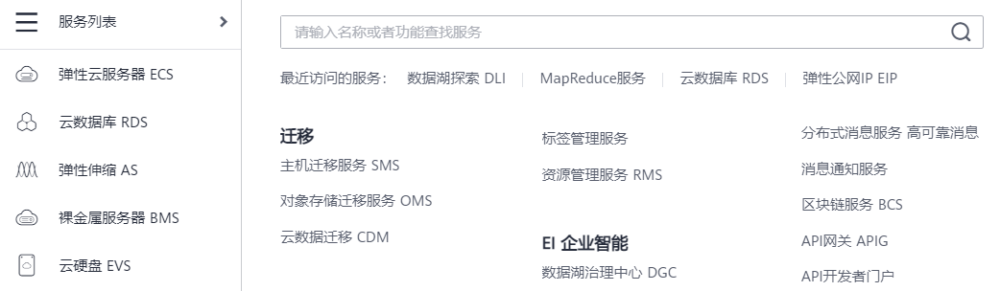 服务列表
弹性云服务器 ECS
云数据库 RDS
弹性伸缩 AS
裸金属服务器 BMS
云硬盘 EVS
请输入名称或者功能查找服务
最近访问的服务： 数据湖探索 DLI MapReduce服务 云数据库 RDS 弹性公网IP EIP
迁移
主机迁移服务 SMS
对象存储迁移服务 OMS
云数据迁移 CDM
标签管理服务
资源管理服务 RMS
EI 企业智能
数据湖治理中心 DGC
分布式消息服务 高可靠消息
消息通知服务
区块链服务 BCS
API网关 APIG
API开发者门户